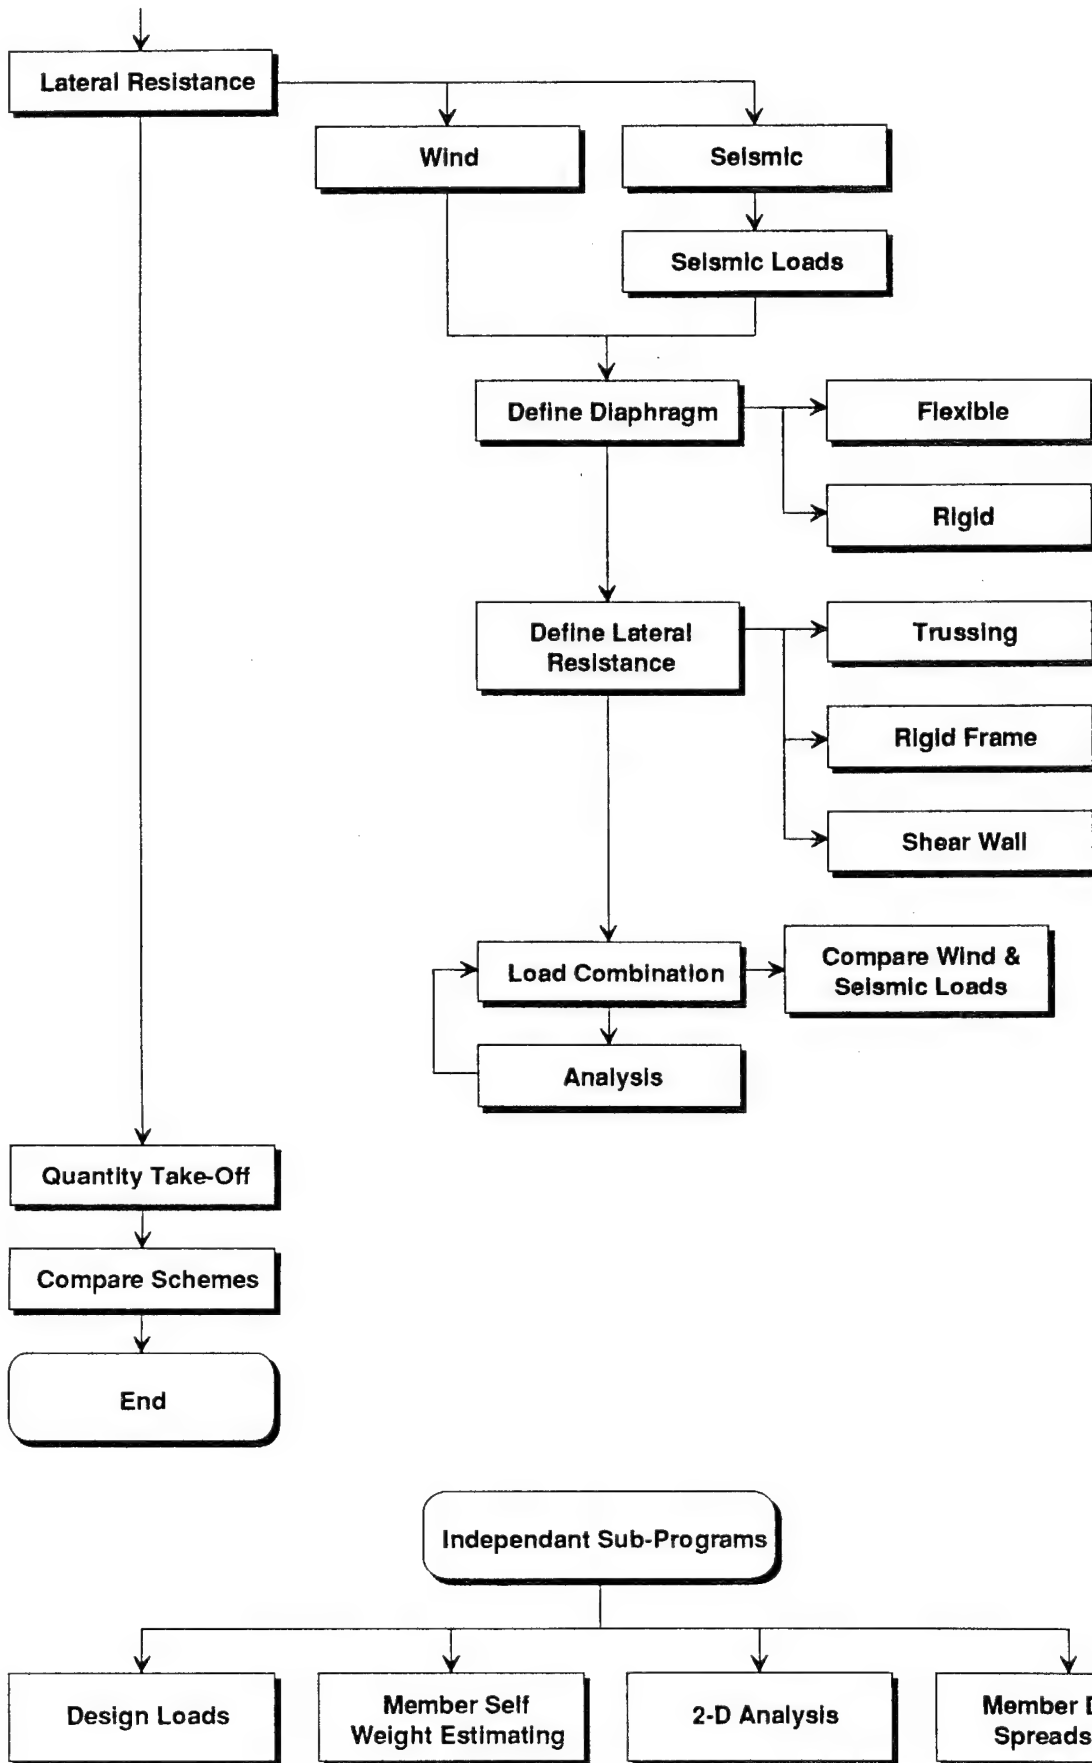 Lateral Resistance
Wind
Seismic
Seismic Loads
Define Diaphragm
Flexible
Rigid
Define Lateral
Resistance
Trussing
Rigid Frame
Shear Wall
Load Combination
Compare Wind &
Seismic Loads
Analysis
Quantity Take-Off
Compare Schemes
End
Independant Sub-Programs
Design Loads
Member Self
Weight Estimating
2-D Analysis
Member